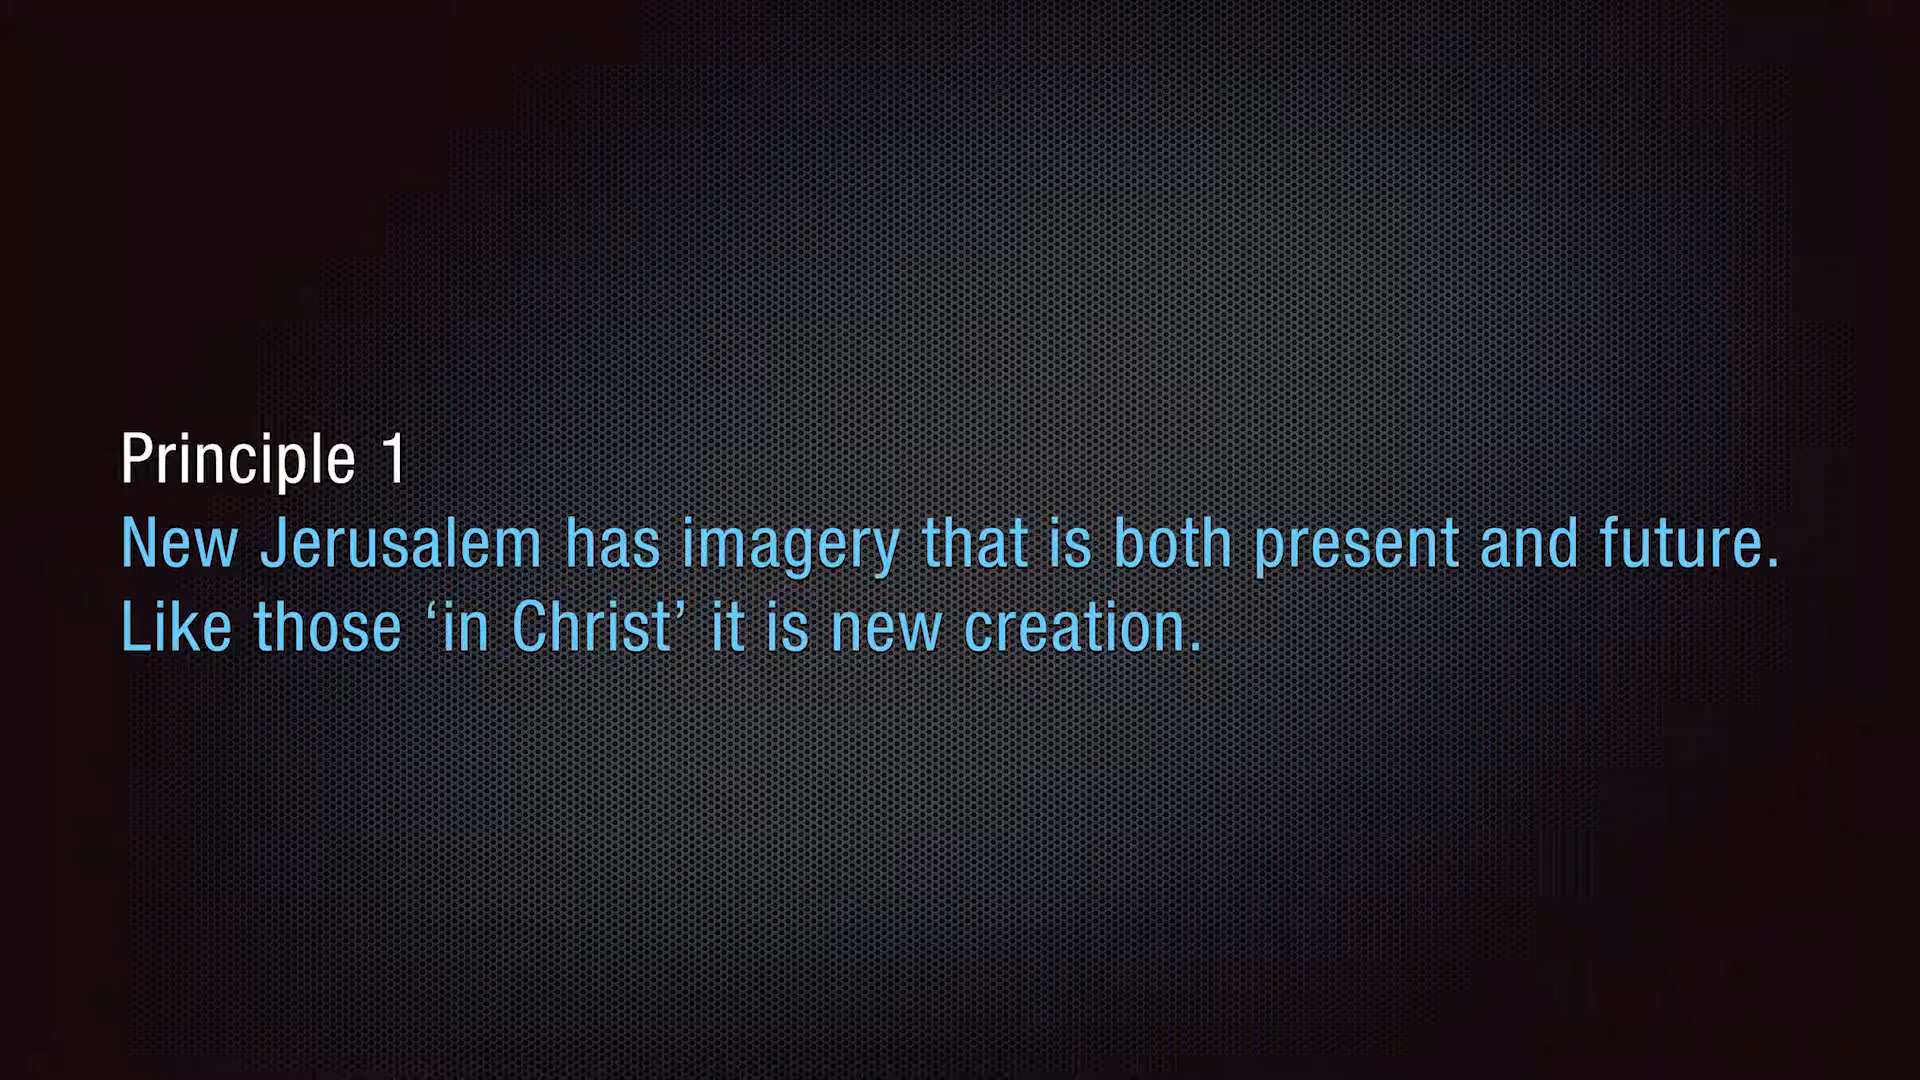 Principle 1
New Jerusalem has imagery that is both present and future.
Like those ‘in Christ’ it is new creation.